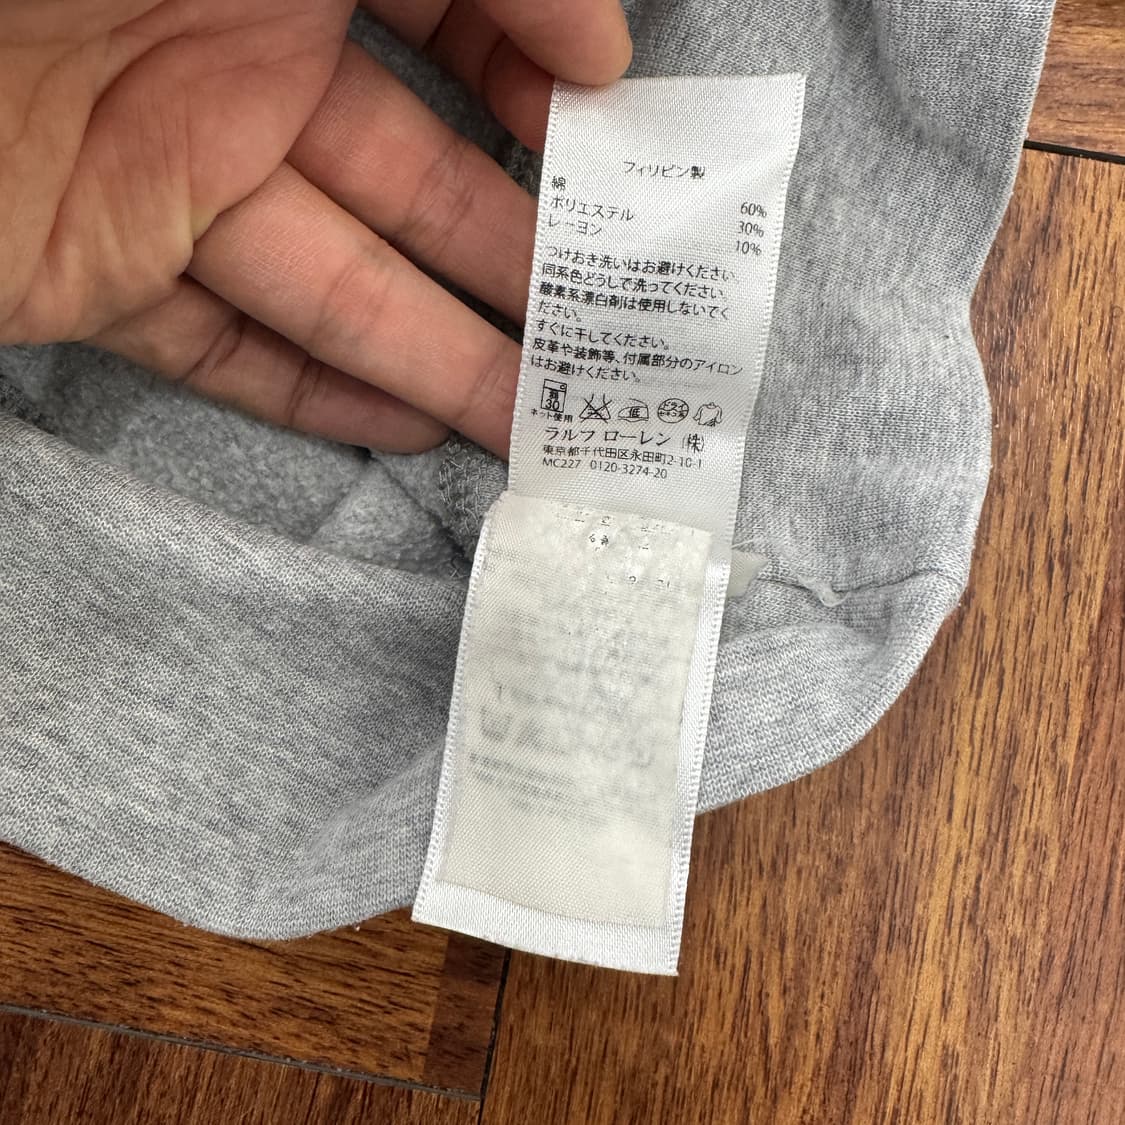 フィリピン製
綿 60%
ポリエステル 30%
レーヨン 10%
つけおき洗いはお避けください.
同系色どうしで洗ってください.
酸素系漂白剤は使用しないでく
ださい。
すぐに干してください。
皮革や装飾等、付属部分のアイロン
はお避けください。
30
低
ドライ
ネット使用
ラルフ ローレン (株)
東京都千代田区永田町2-10-1
MC227 0120-3274-20